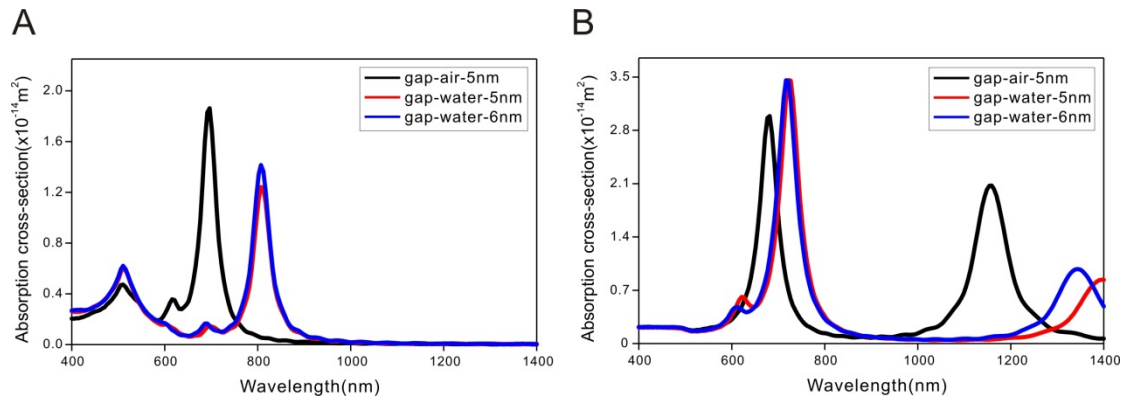 A
B
Absorption cross-section(x10⁻¹⁴m²)
2.0
1.6
1.2
0.8
0.4
0.0
gap-air-5nm
gap-water-5nm
gap-water-6nm
400 600 800 1000 1200 1400
Wavelength(nm)
Absorption cross-section(x10⁻¹⁴m²)
3.5
2.8
2.1
1.4
0.7
0.0
gap-air-5nm
gap-water-5nm
gap-water-6nm
400 600 800 1000 1200 1400
Wavelength(nm)